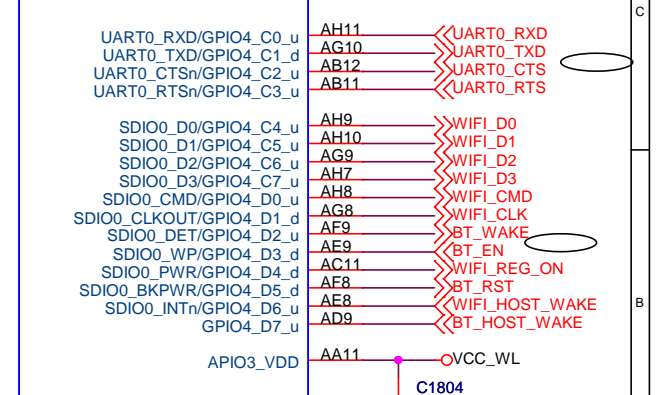 C
UART0_RXD/GPIO4_C0_u AH11 UART0_RXD
UART0_TXD/GPIO4_C1_d AG10 UART0_TXD
UART0_CTSn/GPIO4_C2_u AB12 UART0_CTS
UART0_RTSn/GPIO4_C3_u AB11 UART0_RTS
SDIO0_D0/GPIO4_C4_u AH9 WIFI_D0
SDIO0_D1/GPIO4_C5_u AH10 WIFI_D1
SDIO0_D2/GPIO4_C6_u AG9 WIFI_D2
SDIO0_D3/GPIO4_C7_u AH7 WIFI_D3
SDIO0_CMD/GPIO4_D0_u AH8 WIFI_CMD
SDIO0_CLKOUT/GPIO4_D1_d AG8 WIFI_CLK
SDIO0_DET/GPIO4_D2_u AF9 BT_WAKE
SDIO0_WP/GPIO4_D3_d AE9 BT_EN
SDIO0_PWR/GPIO4_D4_d AC11 WIFI_REG_ON
SDIO0_BKPWR/GPIO4_D5_d AF8 BT_RST
SDIO0_INTn/GPIO4_D6_u AE8 WIFI_HOST_WAKE B
GPIO4_D7_u AD9 BT_HOST_WAKE
APIO3_VDD AA11 VCC_WL
C1804